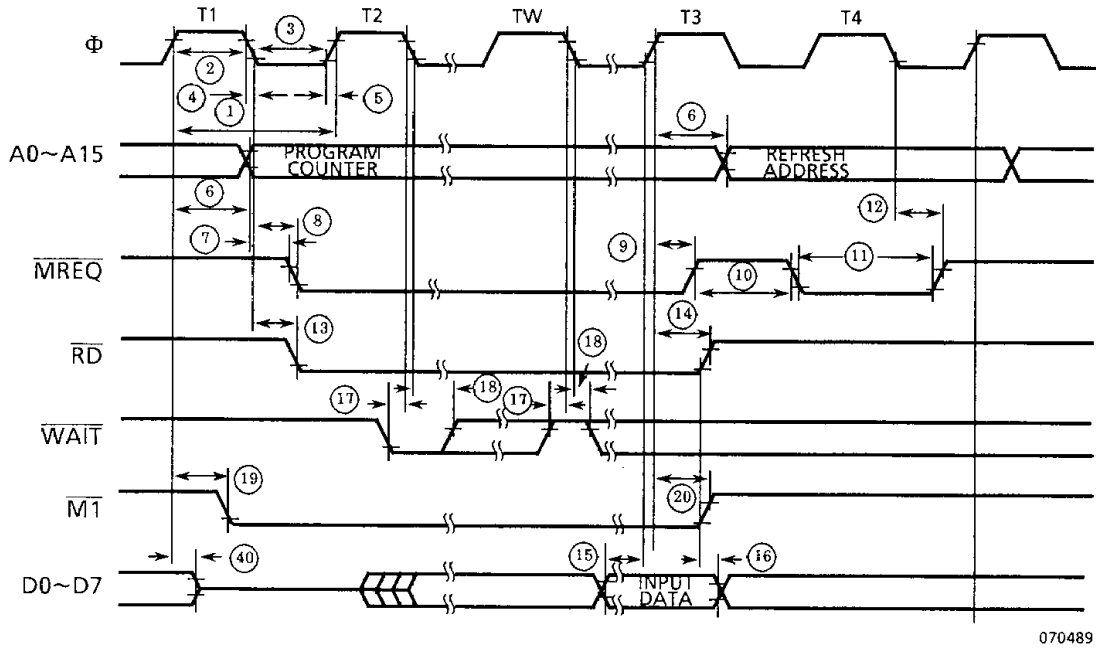 T1 T2 TW T3 T4
Φ
③
②
④ ① ⑤
⑥
A0~A15 PROGRAM COUNTER REFRESH ADDRESS
⑥ ⑧ ⑫
⑦ ⑨ ⑪
MREQ ⑩
⑬ ⑭
RD ⑱
⑰ ⑱ ⑰
WAIT
⑲ ⑳
M1
㊵ ⑮ ⑯
D0~D7 INPUT DATA
070489